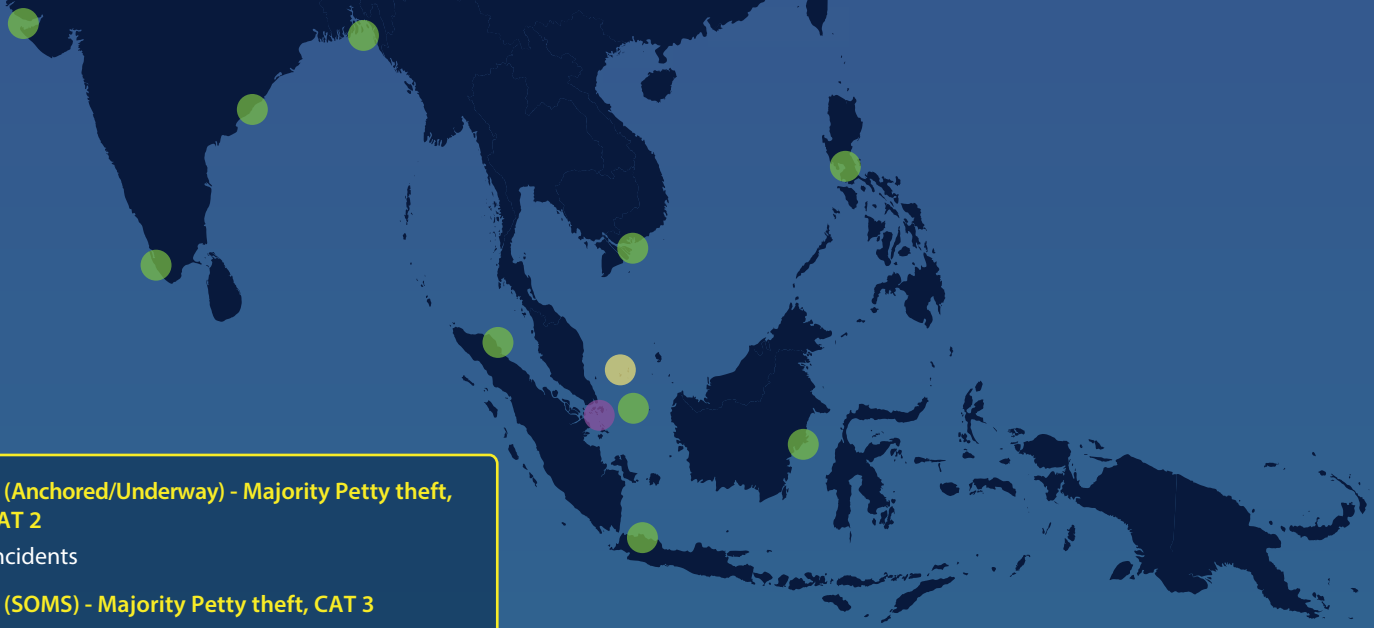 (Anchored/Underway) - Majority Petty theft,
AT 2
ncidents
(SOMS) - Majority Petty theft, CAT 3